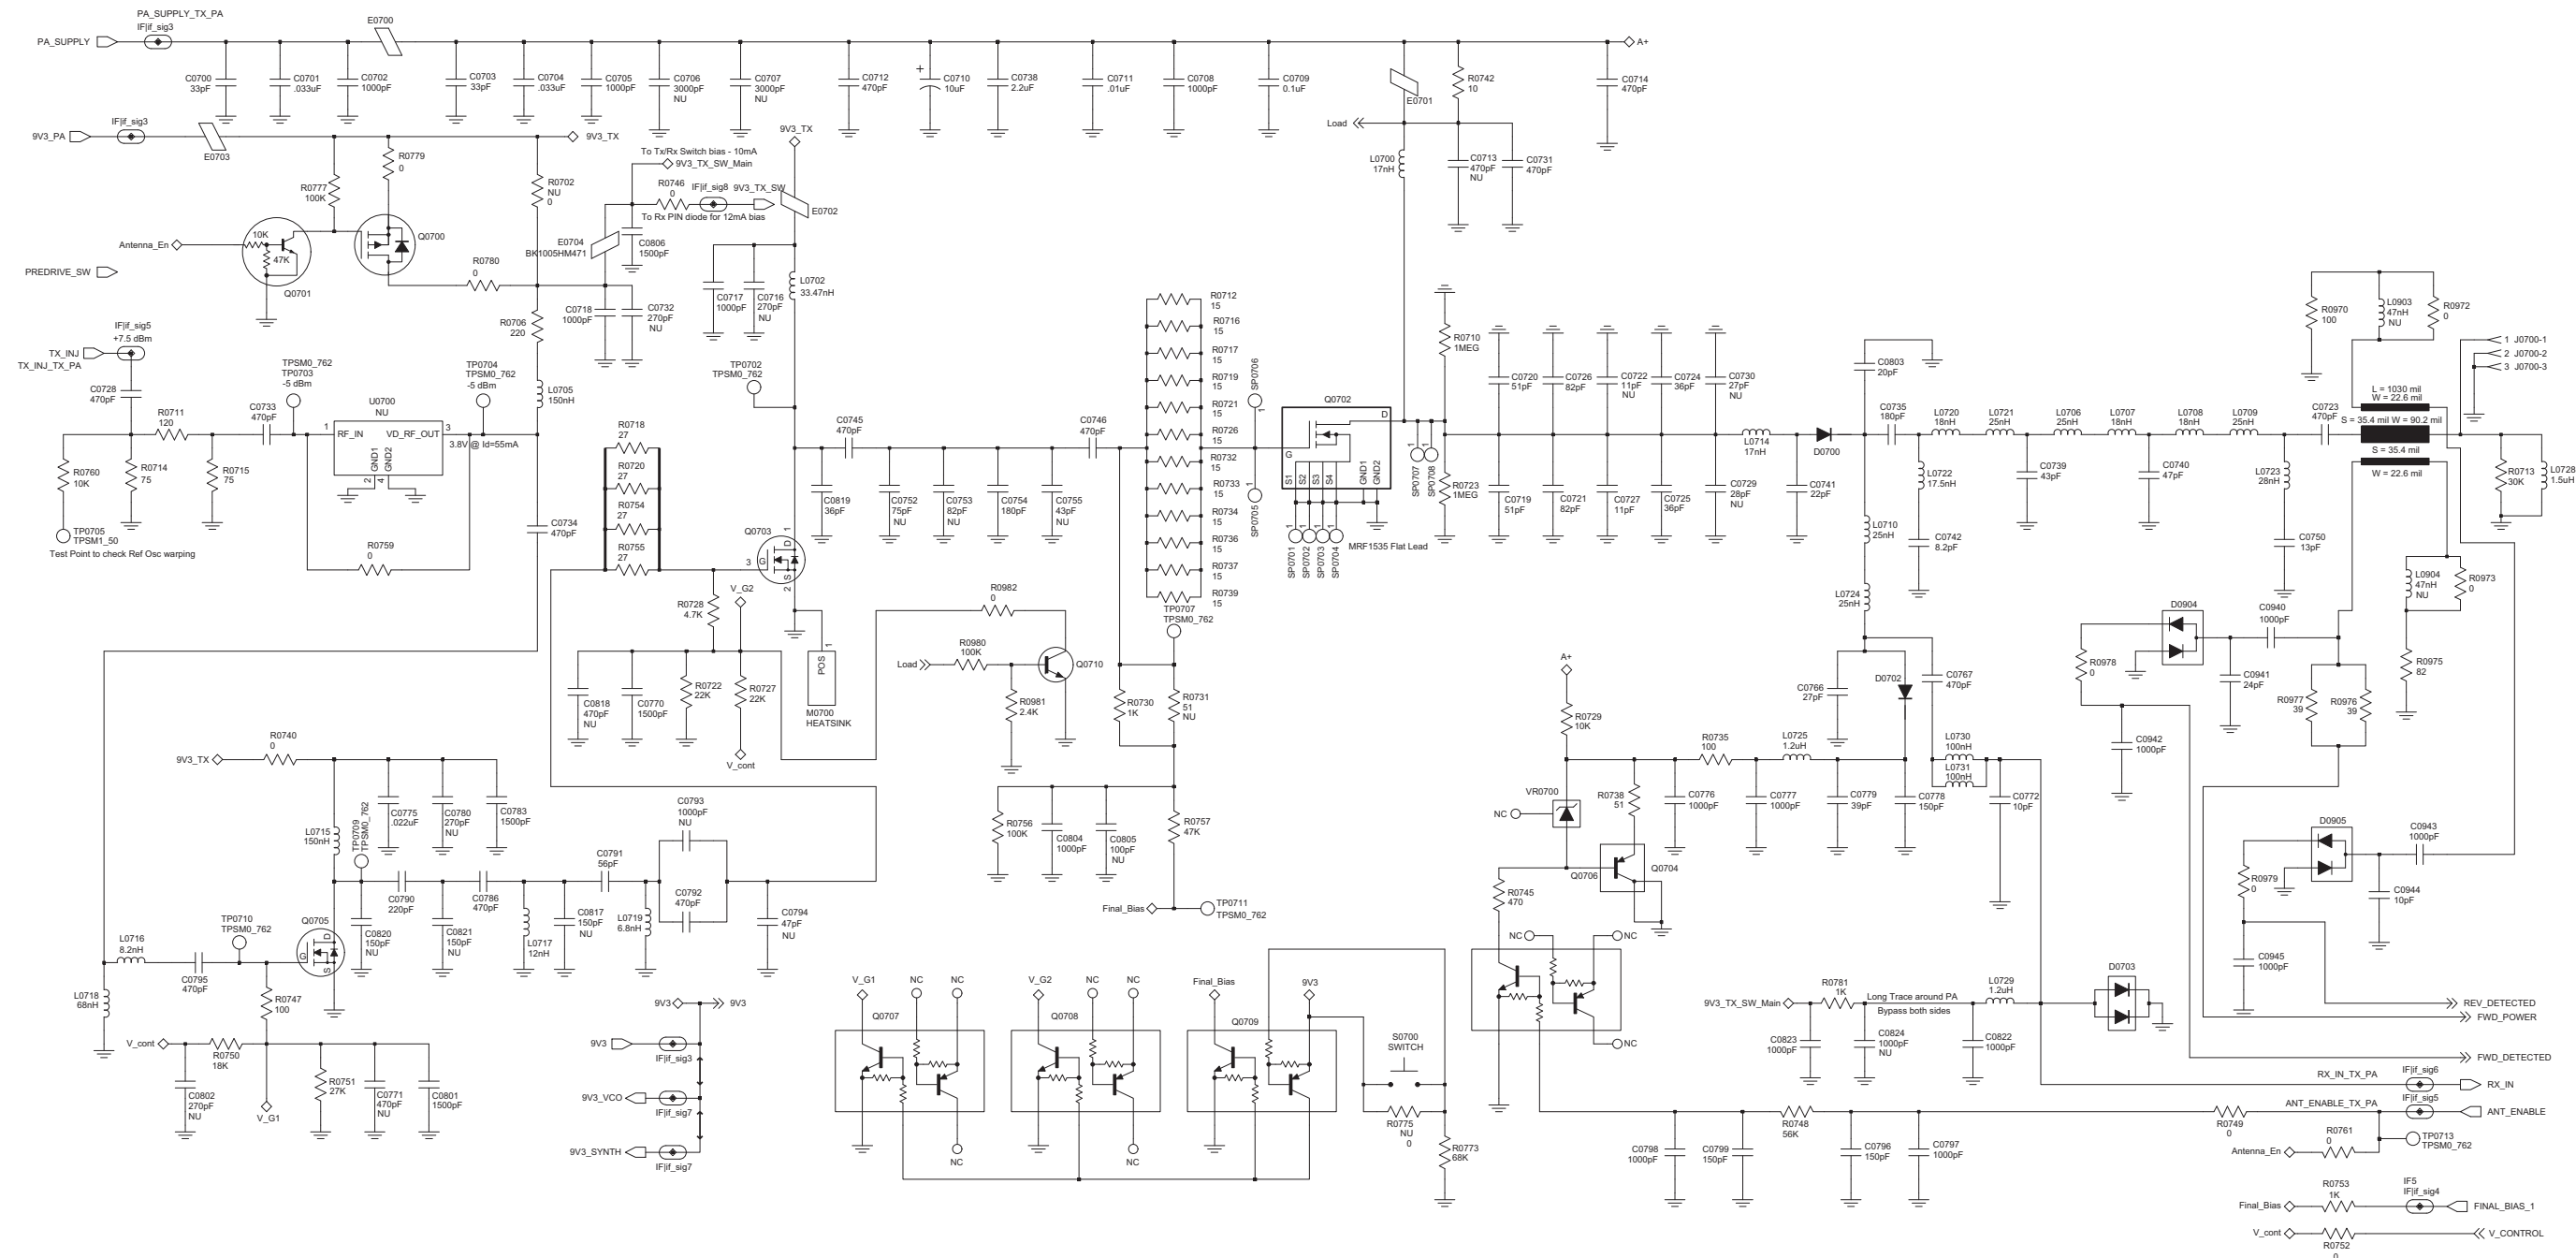 PA_SUPPLY_TX_PA
IF|if_sig3
E0700
PA_SUPPLY
A+
C0700
33pF
C0701
.033uF
C0702
1000pF
C0703
33pF
C0704
.033uF
C0705
1000pF
C0706
3000pF
NU
C0707
3000pF
NU
C0712
470pF
+
C0710
10uF
C0738
2.2uF
C0711
.01uF
C0708
1000pF
C0709
0.1uF
E0701
R0742
10
C0714
470pF
9V3_PA
IF|if_sig3
E0703
9V3_TX
R0779
0
R0777
100K
R0702
NU
0
To Tx/Rx Switch bias - 10mA
9V3_TX_SW_Main
R0746
0
IF|if_sig8
9V3_TX_SW
To Rx PIN diode for 12mA bias
9V3_TX
E0702
Load
L0700
17nH
C0713
470pF
NU
C0731
470pF
Antenna_En
10K
47K
Q0701
Q0700
PREDRIVE_SW
R0780
0
E0704
BK1005HM471
C0806
1500pF
C0718
1000pF
C0732
270pF
NU
C0717
1000pF
C0716
270pF
NU
L0702
33.47nH
R0706
220
L0705
150nH
IF|if_sig5
+7.5 dBm
TX_INJ
TX_INJ_TX_PA
C0728
470pF
R0711
120
C0733
470pF
TPSM0_762
TP0703
-5 dBm
U0700
NU
1
RF_IN
VD_RF_OUT
3
GND1
GND2
2
4
TP0704
TPSM0_762
-5 dBm
3.8V @ Id=55mA
R0760
10K
R0714
75
R0715
75
TP0705
TPSM1_50
Test Point to check Ref Osc warping
R0759
0
C0734
470pF
R0718
27
R0720
27
R0754
27
R0755
27
TP0702
TPSM0_762
C0745
470pF
C0746
470pF
C0819
36pF
C0752
75pF
NU
C0753
82pF
NU
C0754
180pF
C0755
43pF
NU
Q0703
1
D
3
G
S
2
R0712
15
R0716
15
R0717
15
R0719
15
R0721
15
R0726
15
R0732
15
R0733
15
R0734
15
R0736
15
R0737
15
R0739
15
TP0707
TPSM0_762
SP0706
1
SP0705
1
Q0702
D
G
S1
S2
S3
S4
GND1
GND2
1
1
1
1
SP0701
SP0702
SP0703
SP0704
MRF1535 Flat Lead
1
1
SP0707
SP0708
R0710
1MEG
R0723
1MEG
C0720
51pF
C0726
82pF
C0722
11pF
NU
C0724
36pF
C0730
27pF
NU
C0719
51pF
C0721
82pF
C0727
11pF
C0725
36pF
C0729
28pF
NU
L0714
17nH
C0741
22pF
D0700
C0803
20pF
C0735
180pF
L0720
18nH
L0721
25nH
L0706
25nH
L0707
18nH
L0708
18nH
L0709
25nH
C0723
470pF
L0722
17.5nH
C0742
8.2pF
C0739
43pF
C0740
47pF
L0723
28nH
C0750
13pF
L0710
25nH
L0724
25nH
R0970
100
L0903
47nH
NU
R0972
0
L = 1030 mil
W = 22.6 mil
S = 35.4 mil W = 90.2 mil
S = 35.4 mil
W = 22.6 mil
1 J0700-1
2 J0700-2
3 J0700-3
R0713
30K
L0728
1.5uH
L0904
47nH
NU
R0973
0
R0975
82
D0904
C0940
1000pF
R0978
0
C0941
24pF
C0942
1000pF
R0977
39
R0976
39
D0905
C0943
1000pF
R0979
0
C0944
10pF
C0945
1000pF
R0728
4.7K
V_G2
R0722
22K
R0727
22K
V_cont
C0818
470pF
NU
C0770
1500pF
POS
1
M0700
HEATSINK
R0982
0
Load
R0980
100K
Q0710
R0981
2.4K
R0730
1K
R0731
51
NU
R0756
100K
C0804
1000pF
C0805
100pF
NU
R0757
47K
Final_Bias
TP0711
TPSM0_762
A+
R0729
10K
C0766
27pF
D0702
C0767
470pF
R0735
100
L0725
1.2uH
L0730
100nH
L0731
100nH
VR0700
NC
R0738
51
C0776
1000pF
C0777
1000pF
C0779
39pF
C0778
150pF
C0772
10pF
Q0706
Q0704
R0745
470
NC
NC
NC
9V3_TX
R0740
0
L0715
150nH
TP0709
TPSM0_762
C0775
.022uF
C0780
270pF
NU
C0783
1500pF
C0793
1000pF
NU
C0791
56pF
C0792
470pF
C0790
220pF
C0786
470pF
C0820
150pF
NU
C0821
150pF
NU
L0717
12nH
C0817
150pF
NU
L0719
6.8nH
C0794
47pF
NU
TP0710
TPSM0_762
Q0705
D
G
S
L0716
8.2nH
C0795
470pF
L0718
68nH
R0747
100
V_cont
R0750
18K
C0802
270pF
NU
V_G1
R0751
27K
C0771
470pF
NU
C0801
1500pF
9V3
9V3
9V3
IF|if_sig3
9V3_VCO
IF|if_sig7
9V3_SYNTH
IF|if_sig7
V_G1
NC
NC
Q0707
NC
V_G2
NC
NC
Q0708
NC
Final_Bias
9V3
Q0709
S0700
SWITCH
R0775
NU
0
R0773
68K
9V3_TX_SW_Main
R0781
1K
Long Trace around PA
Bypass both sides
L0729
1.2uH
C0823
1000pF
C0824
1000pF
NU
C0822
1000pF
D0703
REV_DETECTED
FWD_POWER
FWD_DETECTED
RX_IN_TX_PA
IF|if_sig6
RX_IN
ANT_ENABLE_TX_PA
IF|if_sig5
ANT_ENABLE
C0798
1000pF
C0799
150pF
R0748
56K
C0796
150pF
C0797
1000pF
R0749
0
R0761
0
TP0713
TPSM0_762
Antenna_En
R0753
1K
IF5
IF|if_sig4
Final_Bias
FINAL_BIAS_1
V_cont
R0752
0
V_CONTROL